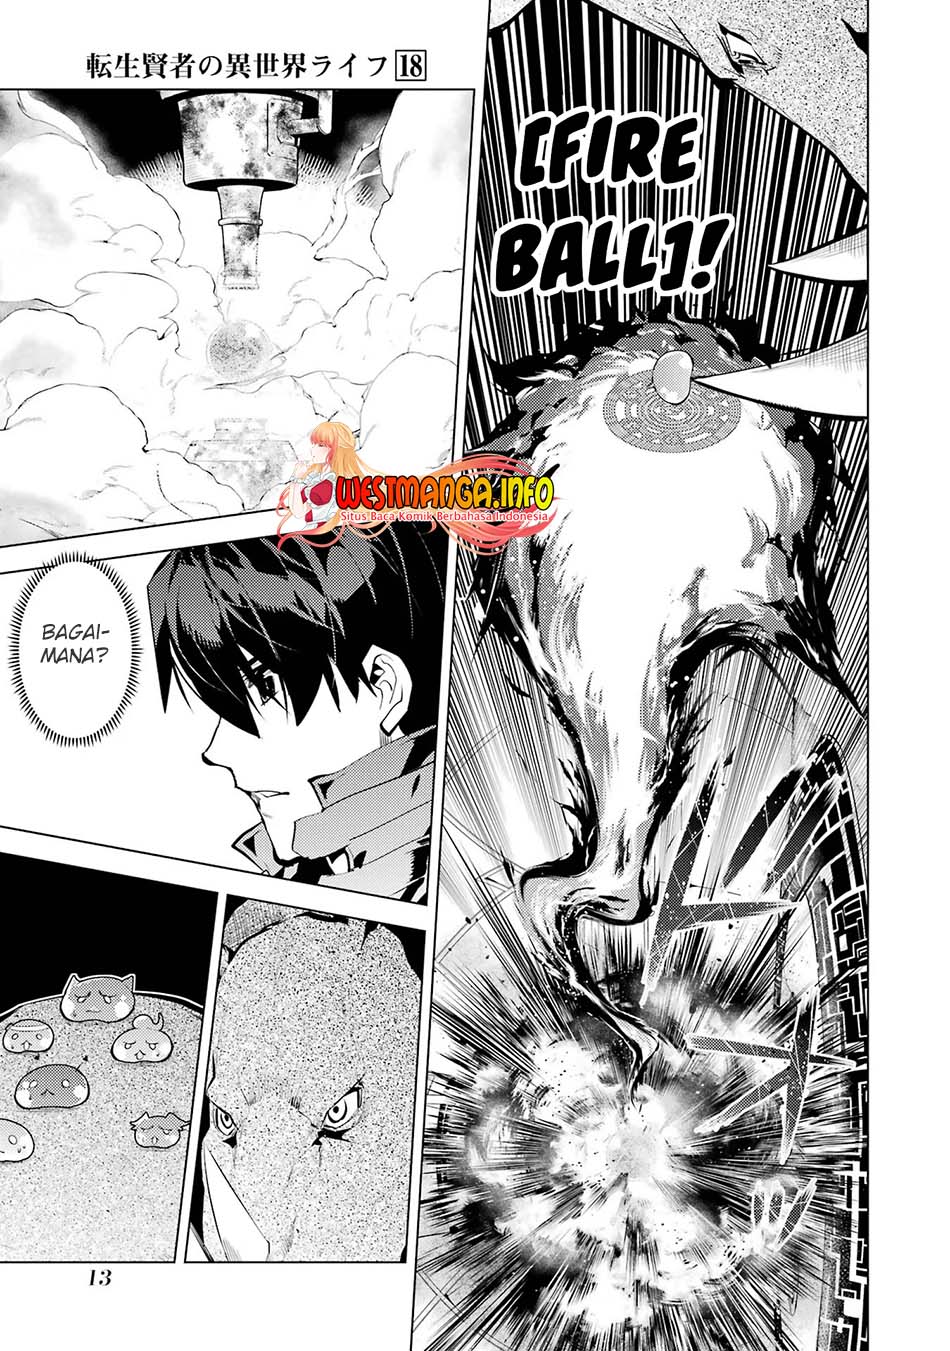 転生賢者の異世界ライフ 18
[FIRE
BALL]!
WESTMANGA.INFO
Situs Baca Komik Berbahasa Indonesia
BAGAI-
MANA?
13